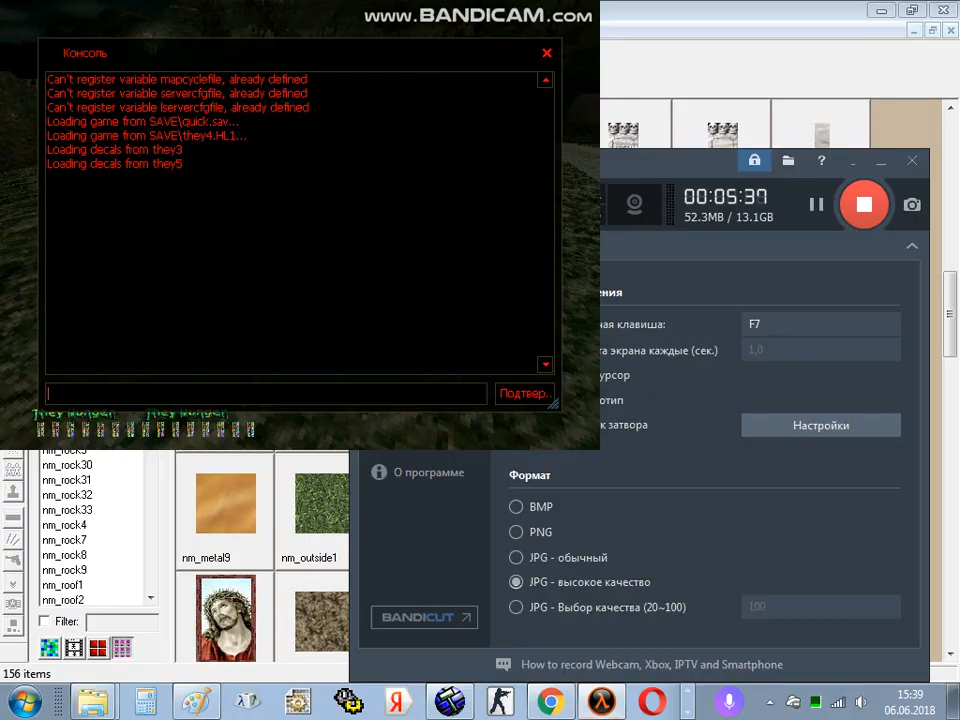 www.BANDICAM.com
Консоль
Can't register variable mapcyclefile, already defined
Can't register variable servercfgfile, already defined
Can't register variable lservercfgfile, already defined
Loading game from SAVE\quick.sav...
Loading game from SAVE\they4.HL1...
Loading decals from they3
Loading decals from they5
Подтвер..
They Hunger
They Hunger
00:05:37
52.3MB / 13.1GB
ния
ная клавиша:
F7
та экрана каждые (сек.)
1,0
урсор
отип
к затвора
Настройки
О программе
Формат
BMP
PNG
JPG - обычный
JPG - высокое качество
JPG - Выбор качества (20~100)
100
BANDICUT
How to record Webcam, Xbox, IPTV and Smartphone
nm_rock30
nm_rock31
nm_rock32
nm_rock33
nm_rock4
nm_rock7
nm_rock8
nm_rock9
nm_roof1
nm_roof2
Filter:
nm_metal9
nm_outside1
156 items
15:39
06.06.2018